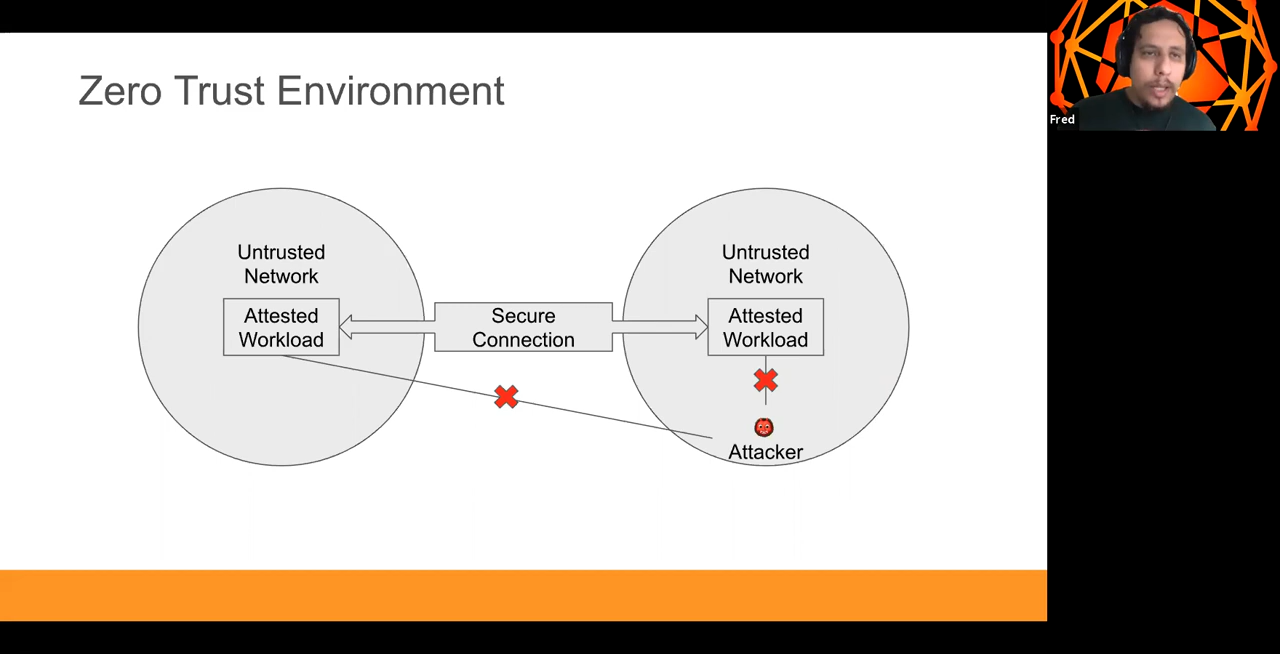 Zero Trust Environment
Fred
Untrusted
Network
Attested
Workload
Secure
Connection
Untrusted
Network
Attested
Workload
Attacker